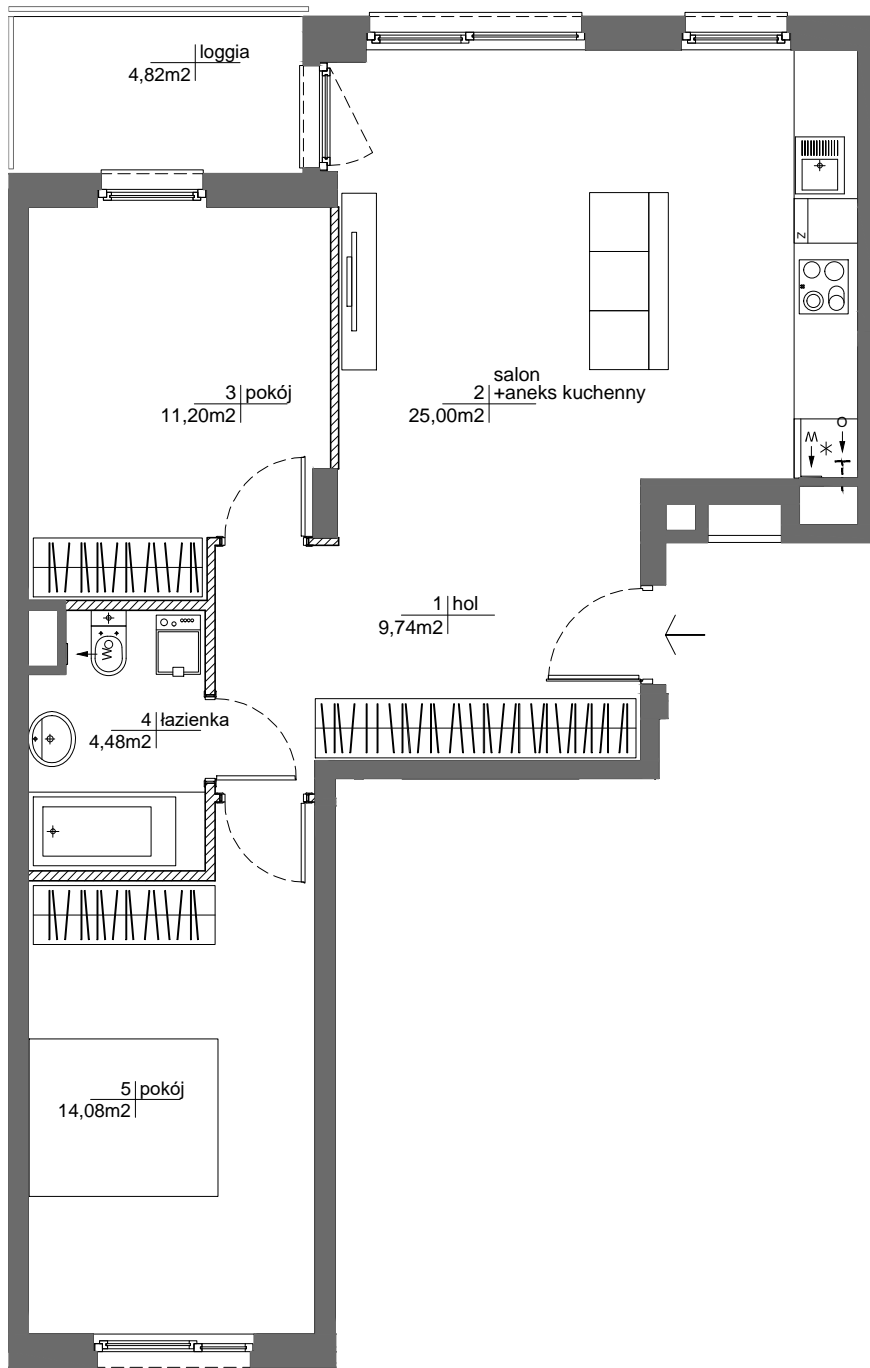 loggia
4,82m2
3 pokój
11,20m2
salon
2 +aneks kuchenny
25,00m2
Z
W
O
1 hol
9,74m2
WO
4 łazienka
4,48m2
5 pokój
14,08m2